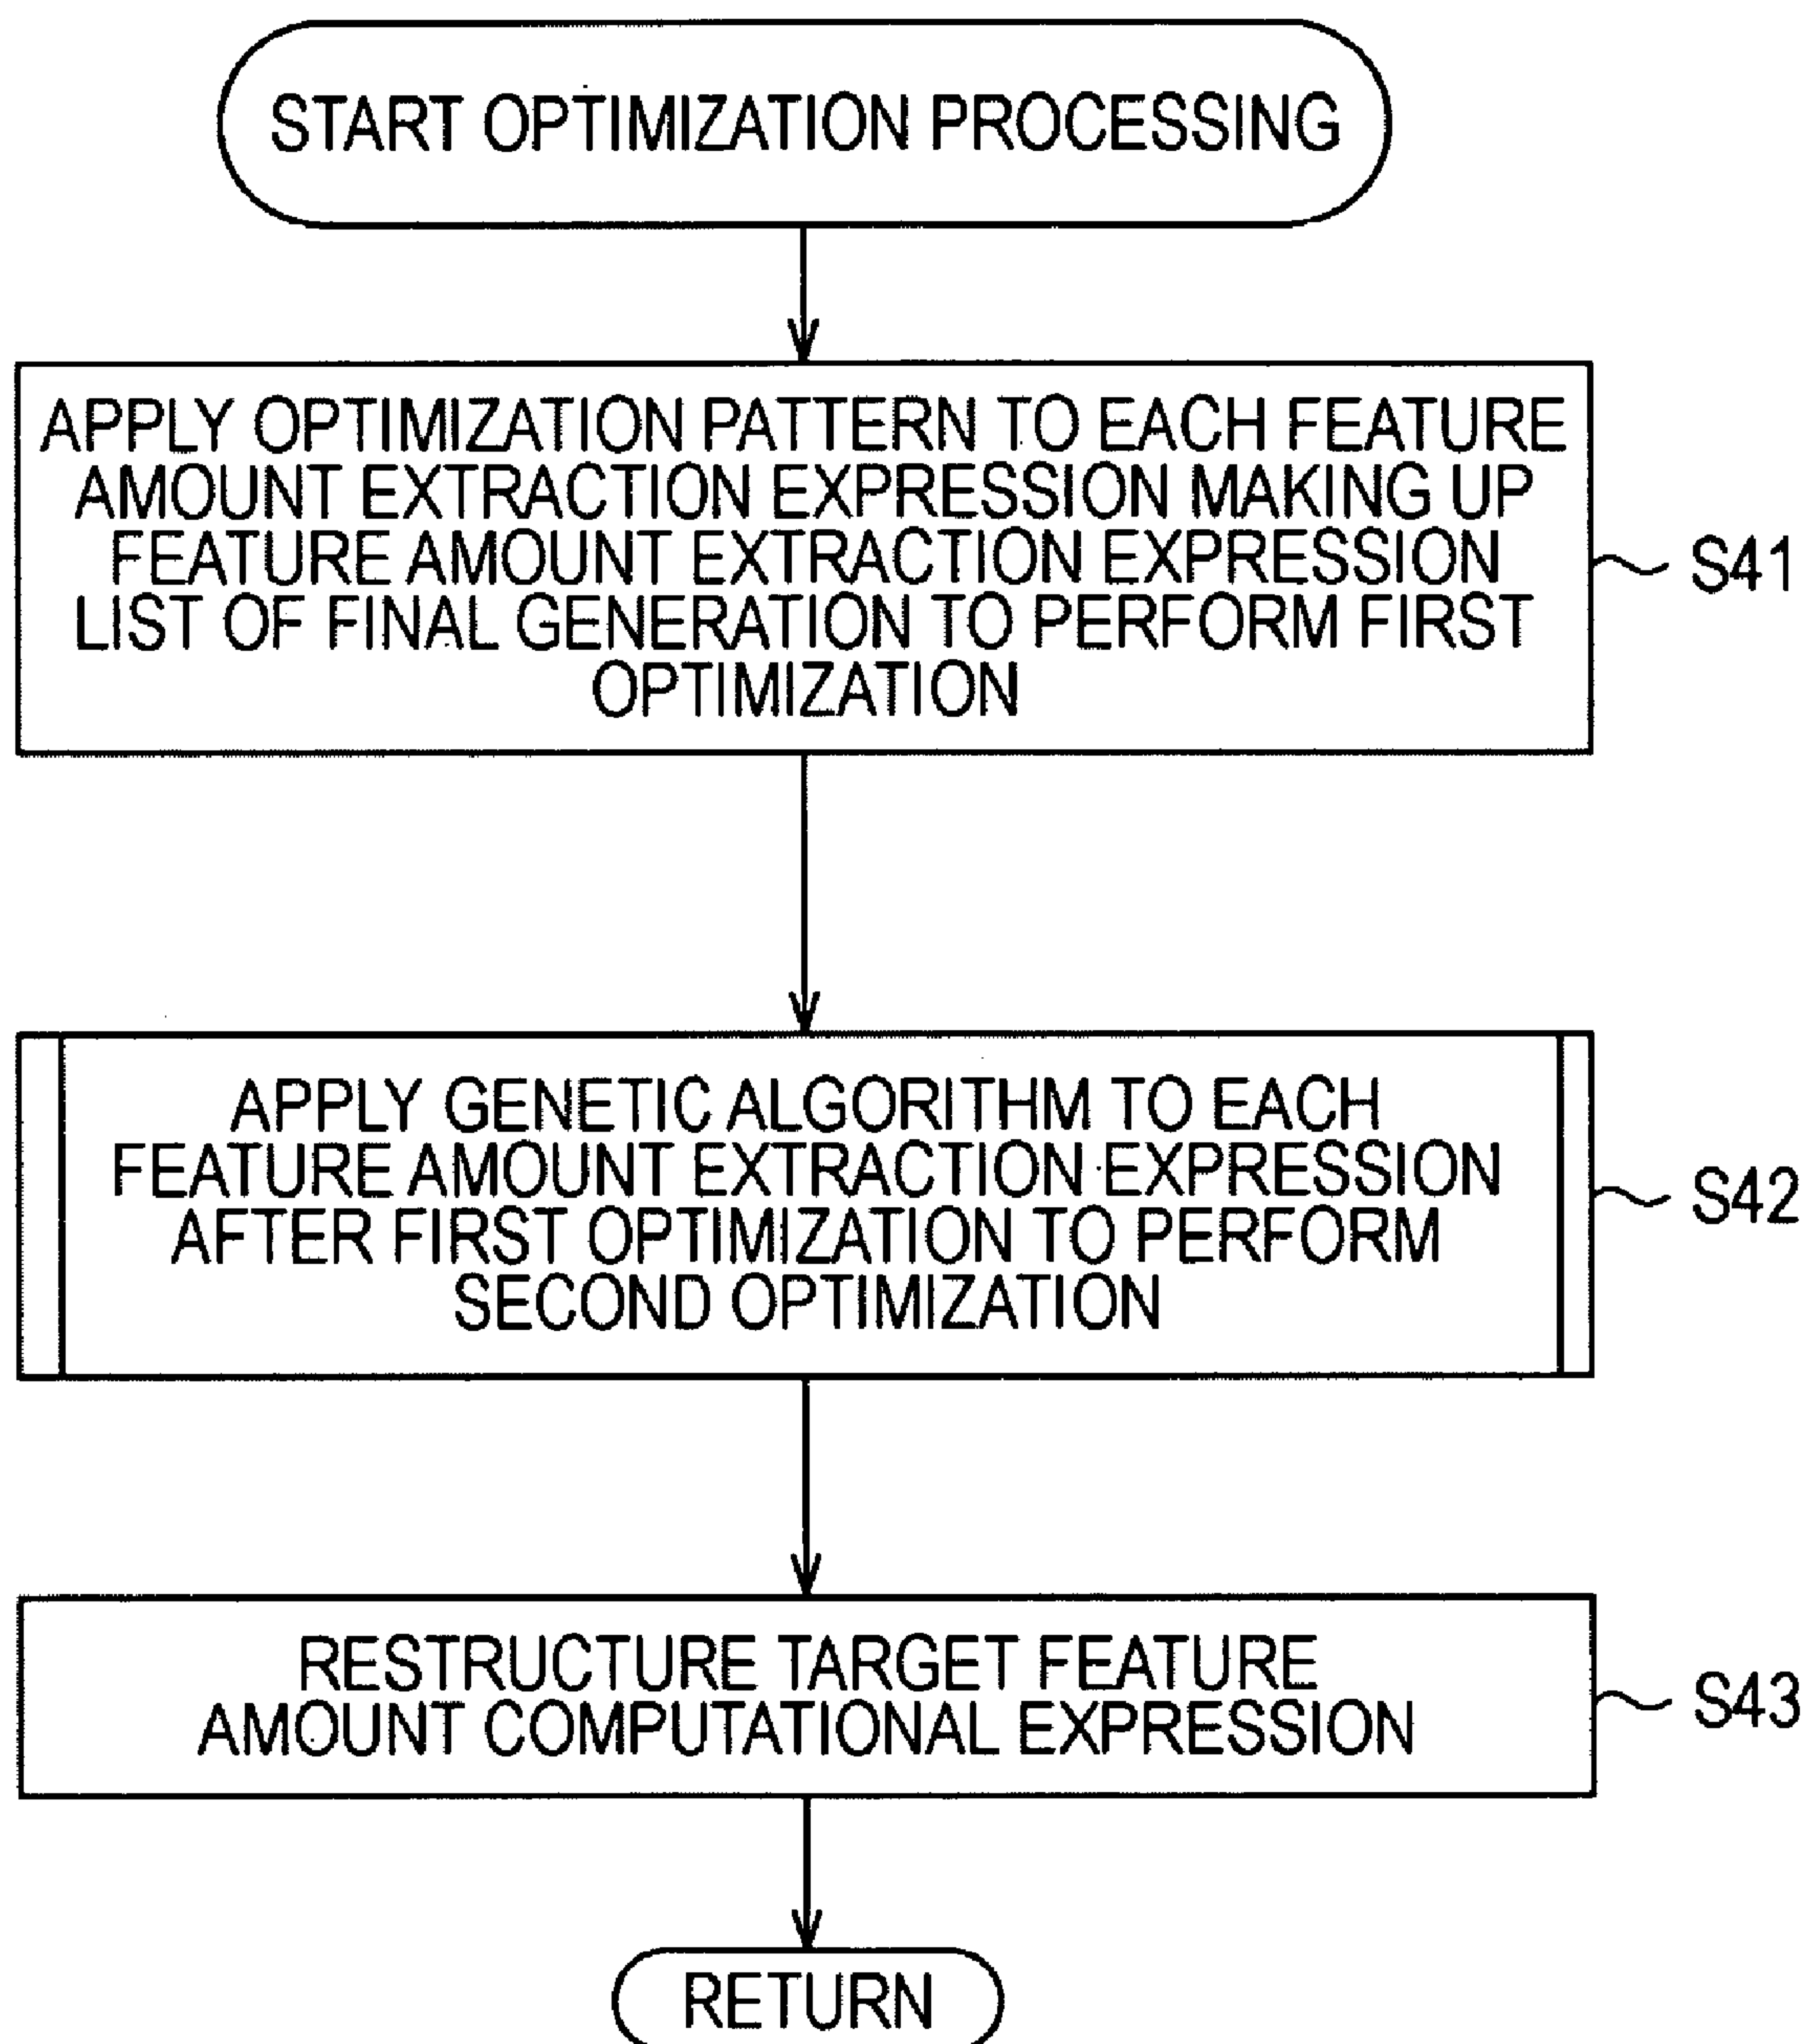 START OPTIMIZATION PROCESSING
APPLY OPTIMIZATION PATTERN TO EACH FEATURE
AMOUNT EXTRACTION EXPRESSION MAKING UP
FEATURE AMOUNT EXTRACTION EXPRESSION
LIST OF FINAL GENERATION TO PERFORM FIRST
OPTIMIZATION
S41
APPLY GENETIC ALGORITHM TO EACH
FEATURE AMOUNT EXTRACTION EXPRESSION
AFTER FIRST OPTIMIZATION TO PERFORM
SECOND OPTIMIZATION
S42
RESTRUCTURE TARGET FEATURE
AMOUNT COMPUTATIONAL EXPRESSION
S43
RETURN